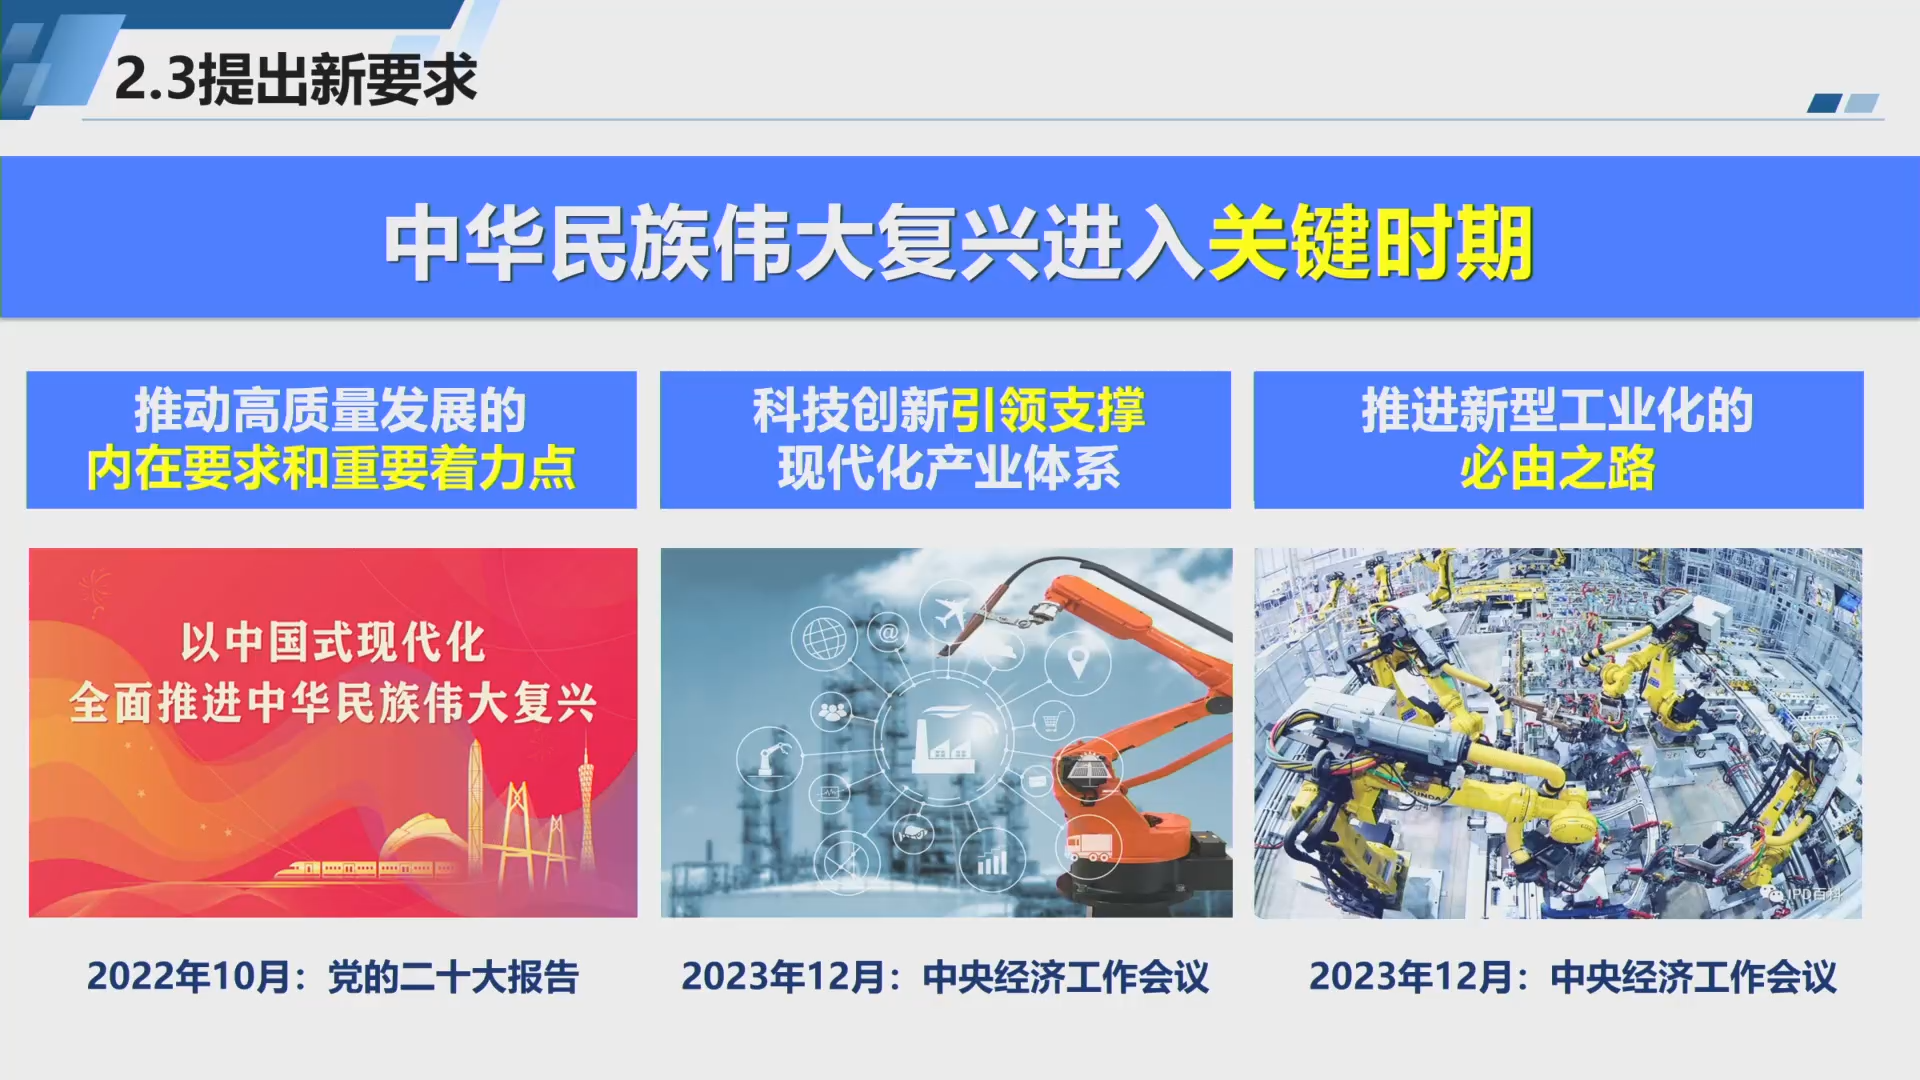 2.3提出新要求
中华民族伟大复兴进入关键时期
推动高质量发展的
内在要求和重要着力点
科技创新引领支撑
现代化产业体系
推进新型工业化的
必由之路
以中国式现代化
全面推进中华民族伟大复兴
@
IPD百科
2022年10月：党的二十大报告
2023年12月：中央经济工作会议
2023年12月：中央经济工作会议